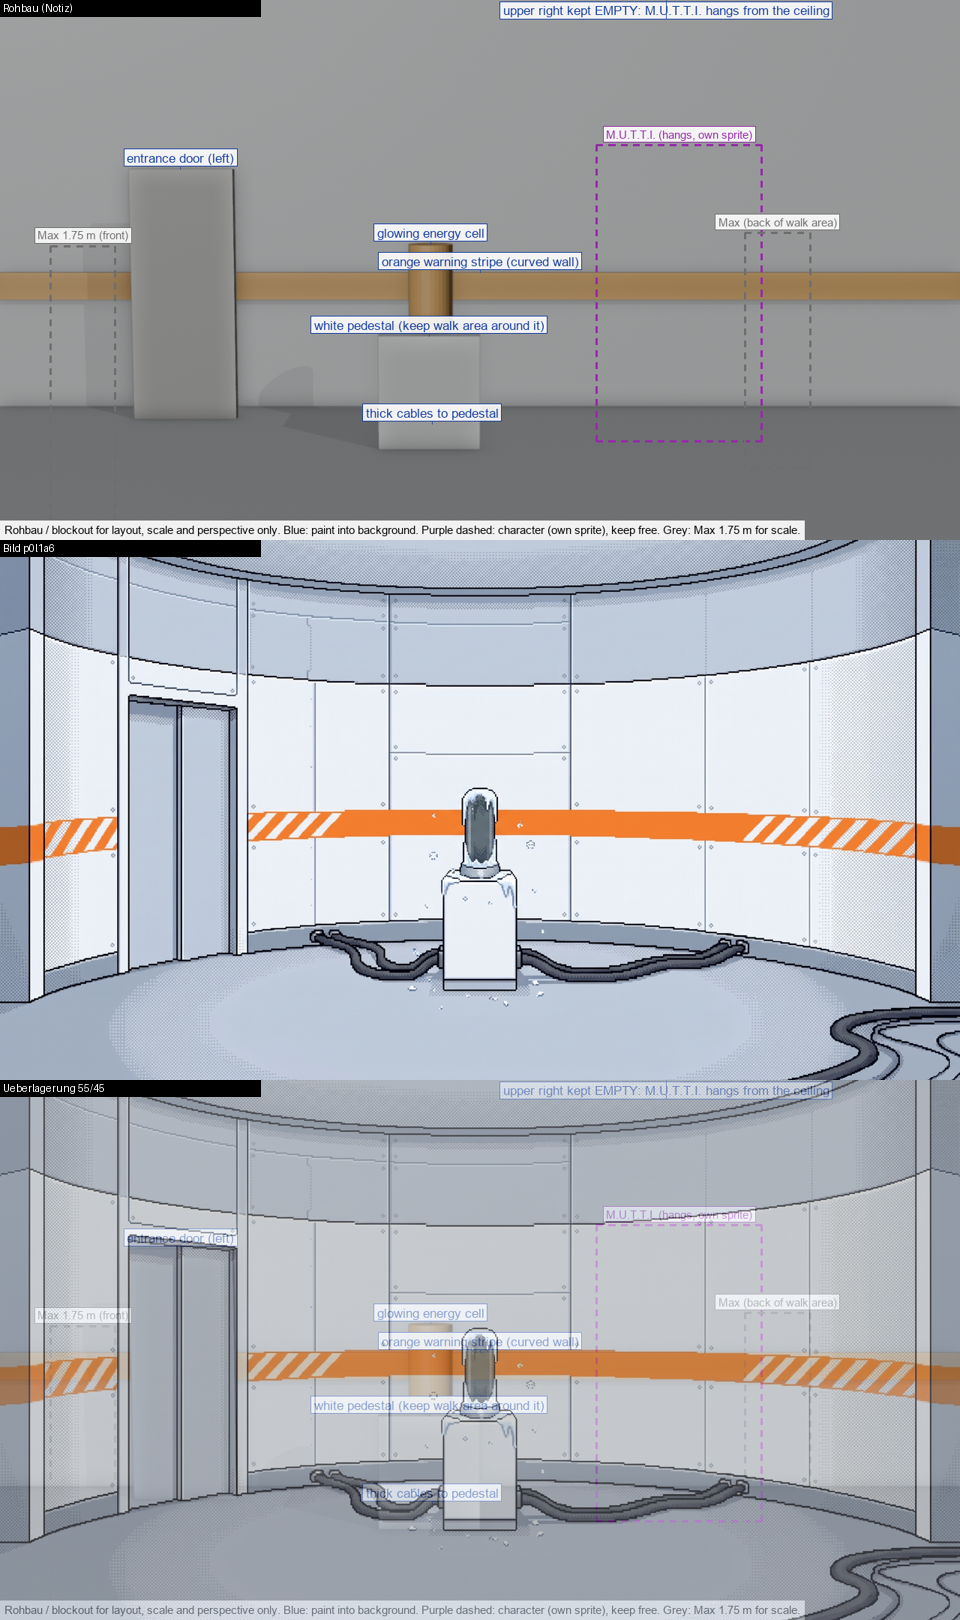 Rohbau (Notiz)
upper right kept EMPTY: M.U.T.T.I. hangs from the ceiling
M.U.T.T.I. (hangs, own sprite)
entrance door (left)
Max (back of walk area)
Max 1.75 m (front)
glowing energy cell
orange warning stripe (curved wall)
white pedestal (keep walk area around it)
thick cables to pedestal
Rohbau / blockout for layout, scale and perspective only. Blue: paint into background. Purple dashed: character (own sprite), keep free. Grey: Max 1.75 m for scale.
Bild p0l1a6
Ueberlagerung 55/45
upper right kept EMPTY: M.U.T.T.I. hangs from the ceiling
M.U.T.T.I. (hangs, own sprite)
entrance door (left)
Max (back of walk area)
Max 1.75 m (front)
glowing energy cell
orange warning stripe (curved wall)
white pedestal (keep walk area around it)
thick cables to pedestal
Rohbau / blockout for layout, scale and perspective only. Blue: paint into background. Purple dashed: character (own sprite), keep free. Grey: Max 1.75 m for scale.